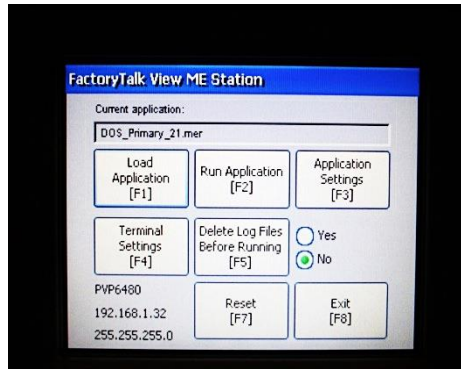 FactoryTalk View ME Station
Current application:
DOS_Primary_21.mer
Load
Application
[F1]
Run Application
[F2]
Application
Settings
[F3]
Terminal
Settings
[F4]
Delete Log Files
Before Running
[F5]
Yes
No
PVP6480
192.168.1.32
255.255.255.0
Reset
[F7]
Exit
[F8]